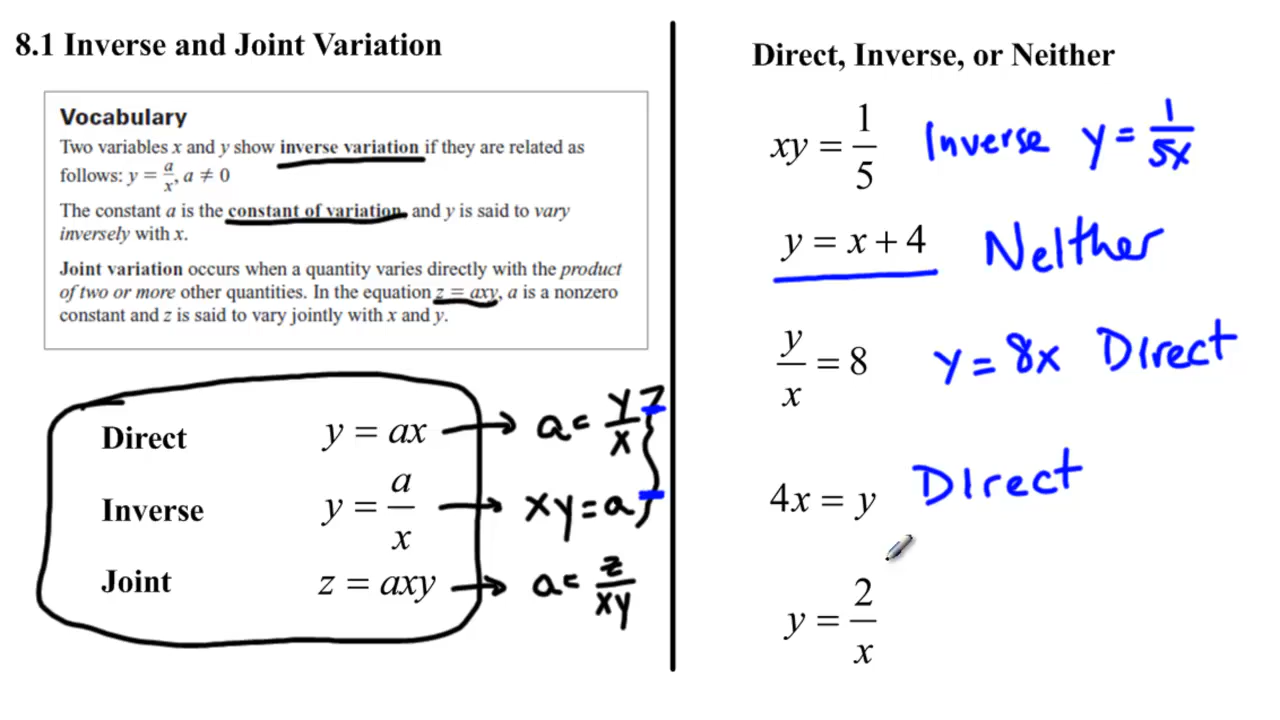 8.1 Inverse and Joint Variation
Vocabulary
Two variables x and y show inverse variation if they are related as
follows: y = a/x, a ≠ 0
The constant a is the constant of variation, and y is said to vary
inversely with x.
Joint variation occurs when a quantity varies directly with the product
of two or more other quantities. In the equation z = axy, a is a nonzero
constant and z is said to vary jointly with x and y.
Direct y = ax → a = y/x
Inverse y = a/x → xy = a
Joint z = axy → a = z/xy
Direct, Inverse, or Neither
xy = 1/5 Inverse y = 1/5x
y = x + 4 Neither
y/x = 8 y = 8x Direct
4x = y Direct
y = 2/x